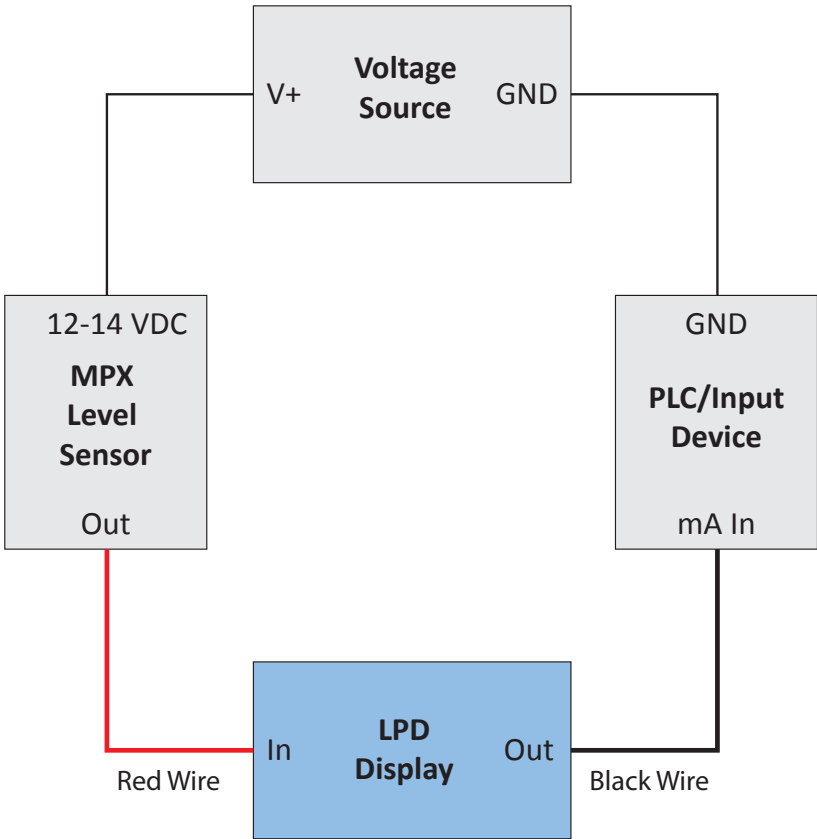 Voltage
Source
V+
GND
12-14 VDC
MPX
Level
Sensor
Out
GND
PLC/Input
Device
mA In
LPD
Display
In
Out
Red Wire
Black Wire